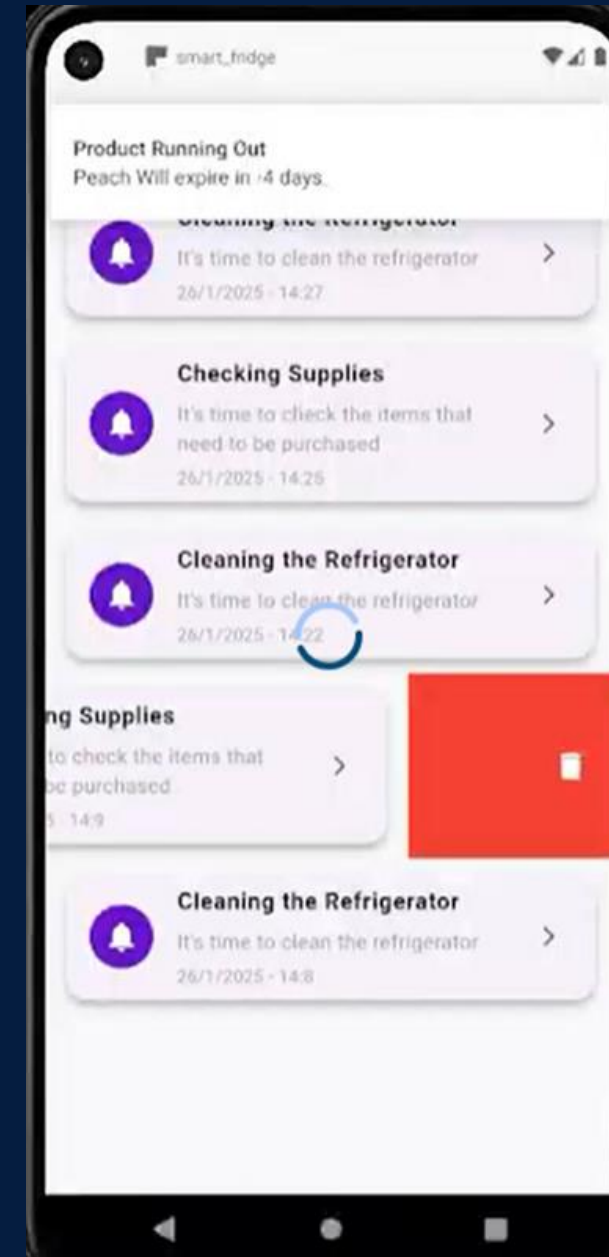 smart_fridge
Product Running Out
Peach Will expire in -4 days.
Cleaning the Refrigerator
It's time to clean the refrigerator
26/1/2025 - 14:27
Checking Supplies
It's time to check the items that
need to be purchased
26/1/2025 - 14:25
Cleaning the Refrigerator
It's time to clean the refrigerator
26/1/2025 - 14:22
ng Supplies
to check the items that
be purchased
5 - 14:9
Cleaning the Refrigerator
It's time to clean the refrigerator
26/1/2025 - 14:8